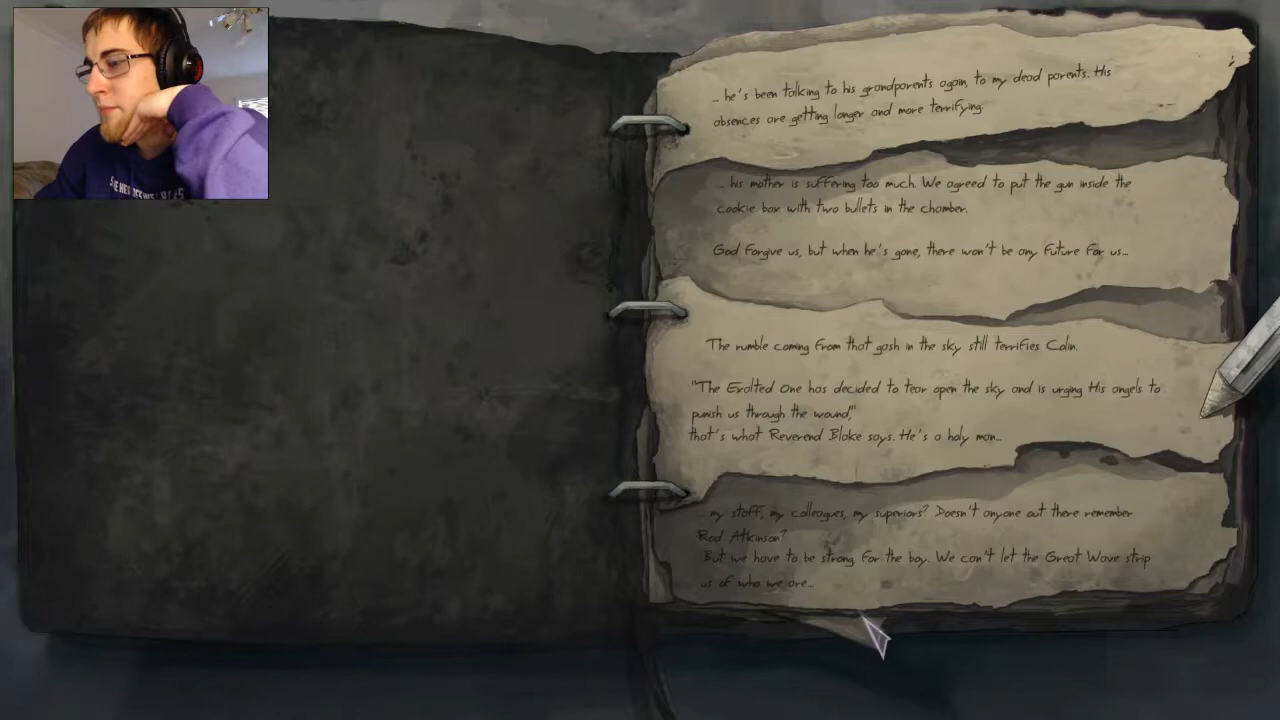 ... he's been talking to his grandparents again, to my dead parents. His
absences are getting longer and more terrifying.
... his mother is suffering too much. We agreed to put the gun inside the
cookie box with two bullets in the chamber.
God forgive us, but when he's gone, there won't be any future for us...
The rumble coming from that gash in the sky still terrifies Colin.
"The Exalted One has decided to tear open the sky and is urging His angels to
punish us through the wound,"
that's what Reverend Blake says. He's a holy man...
... my staff, my colleagues, my superiors? Doesn't anyone out there remember
Rod Atkinson?
But we have to be strong for the boy. We can't let the Great Wave strip
us of who we are...